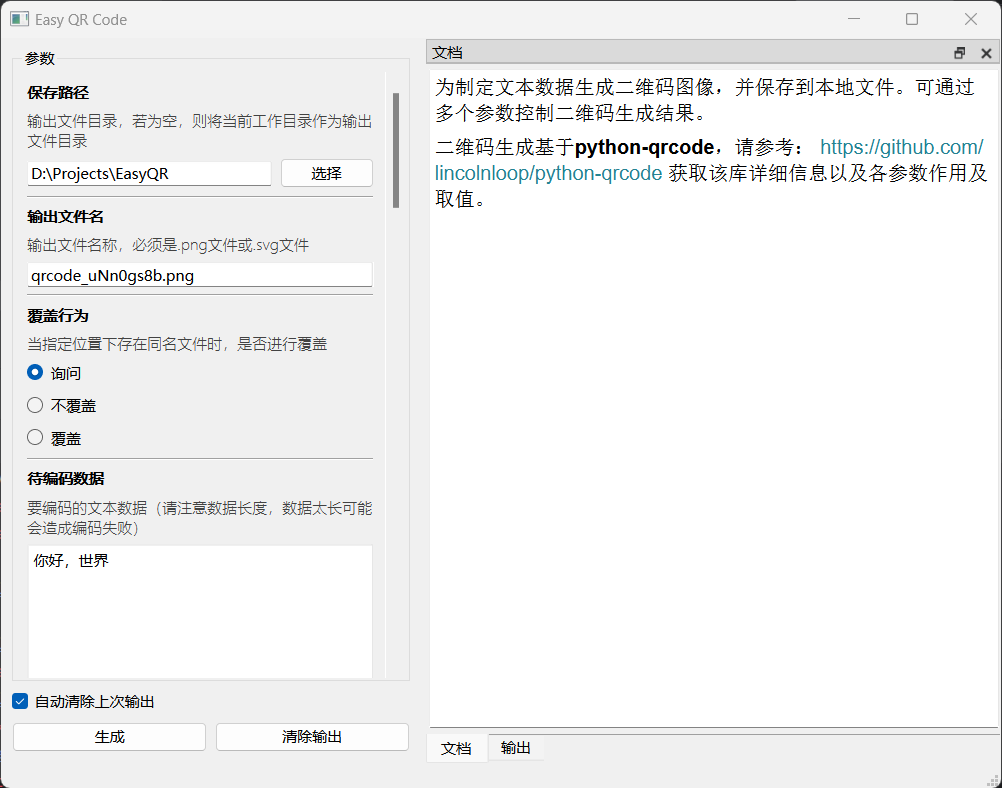 Easy QR Code
参数
保存路径
输出文件目录，若为空，则将当前工作目录作为输出
文件目录
D:\Projects\EasyQR
选择
输出文件名
输出文件名称，必须是.png文件或.svg文件
qrcode_uNn0gs8b.png
覆盖行为
当指定位置下存在同名文件时，是否进行覆盖
询问
不覆盖
覆盖
待编码数据
要编码的文本数据（请注意数据长度，数据太长可能
会造成编码失败）
你好，世界
自动清除上次输出
生成
清除输出
文档
为制定文本数据生成二维码图像，并保存到本地文件。可通过
多个参数控制二维码生成结果。
二维码生成基于python-qrcode，请参考： https://github.com/
lincolnloop/python-qrcode 获取该库详细信息以及各参数作用及
取值。
文档
输出